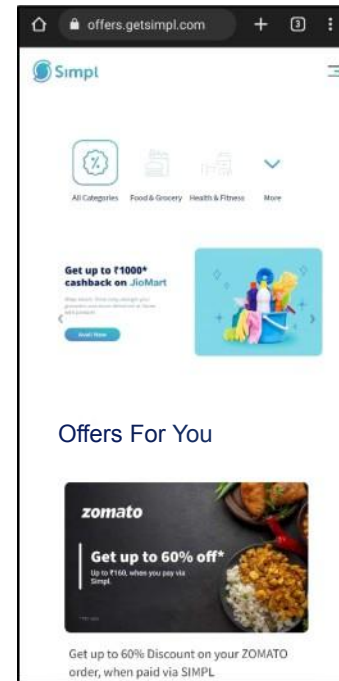 offers.getsimpl.com
3
Simpl
All Categories
Food & Grocery
Health & Fitness
More
Get up to ₹1000*
cashback on JioMart
Avail Now
Offers For You
zomato
Get up to 60% off*
Up to ₹160, when you pay via
Simpl.
Get up to 60% Discount on your ZOMATO
order, when paid via SIMPL